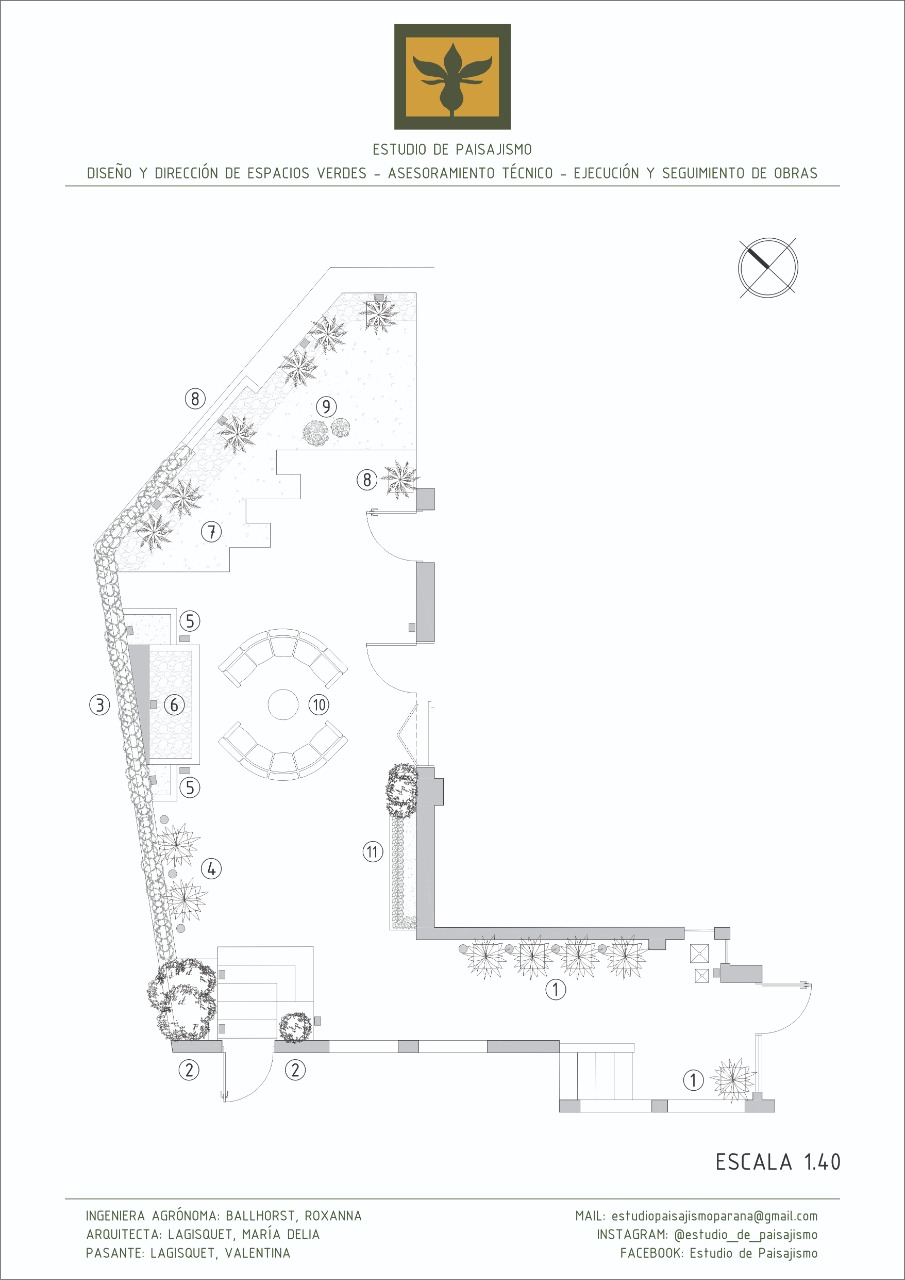 ESTUDIO DE PAISAJISMO
DISEÑO Y DIRECCIÓN DE ESPACIOS VERDES - ASESORAMIENTO TÉCNICO - EJECUCIÓN Y SEGUIMIENTO DE OBRAS
8
9
8
7
5
3
6
10
5
11
4
1
2
2
1
ESCALA 1.40
INGENIERA AGRÓNOMA: BALLHORST, ROXANNA
ARQUITECTA: LAGISQUET, MARÍA DELIA
PASANTE: LAGISQUET, VALENTINA
MAIL: estudiopaisajismoparana@gmail.com
INSTAGRAM: @estudio_de_paisajismo
FACEBOOK: Estudio de Paisajismo